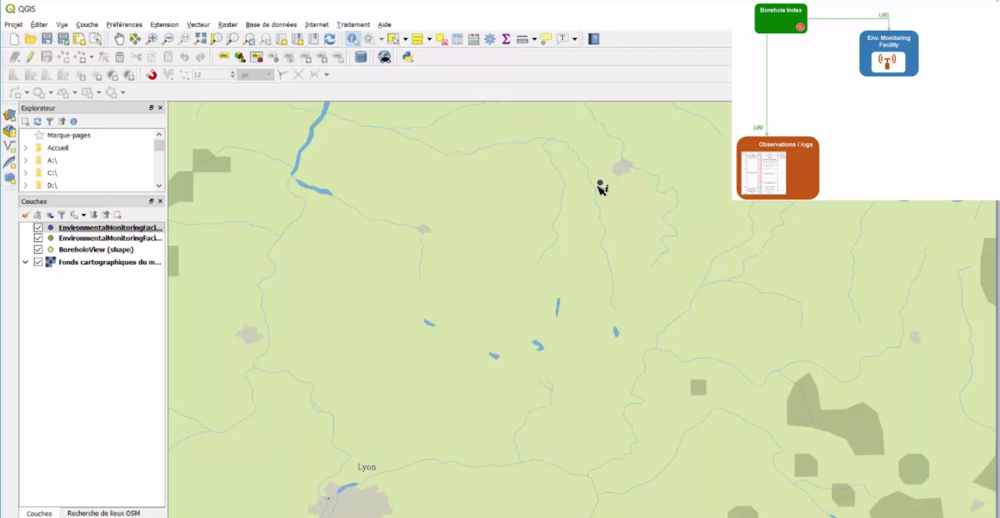 QGIS
Projet Éditer Vue Couche Préférences Extension Vecteur Raster Base de données Internet Traitement Aide
12 px
Explorateur
Marque-pages
Accueil
A:\
C:\
D:\
Couches
EnvironmentalMonitoringFaci...
EnvironmentalMonitoringFaci...
BoreholeView (shape)
Fonds cartographiques du m...
Couches Recherche de lieux OSM
Lyon
Borehole Index
URI
Env. Monitoring
Facility
URI
Observations / logs